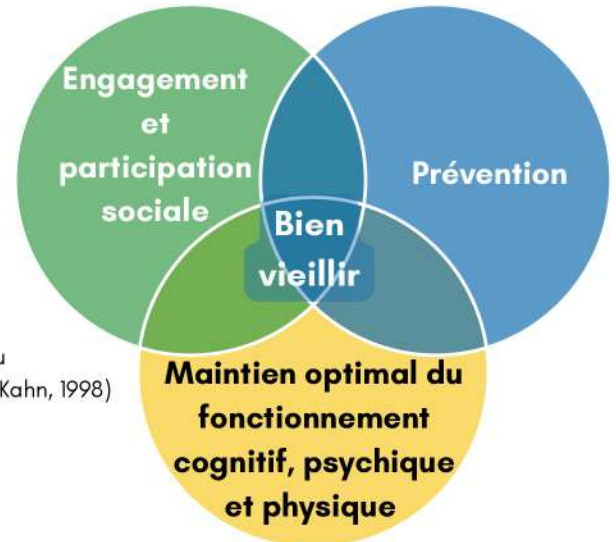 Engagement
et
participation
sociale
Prévention
Bien
vieillir
Kahn, 1998)
Maintien optimal du
fonctionnement
cognitif, psychique
et physique